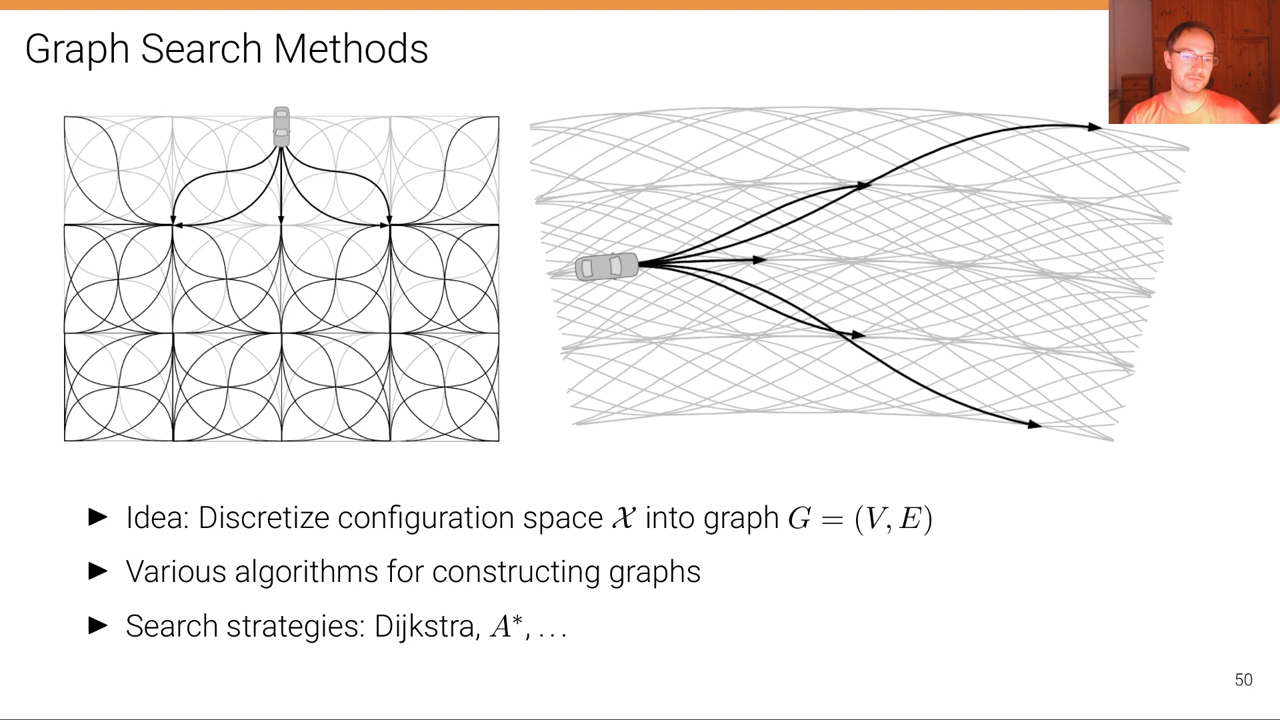 Graph Search Methods
▶ Idea: Discretize configuration space 𝒳 into graph G = (V, E)
▶ Various algorithms for constructing graphs
▶ Search strategies: Dijkstra, A*, ...
50